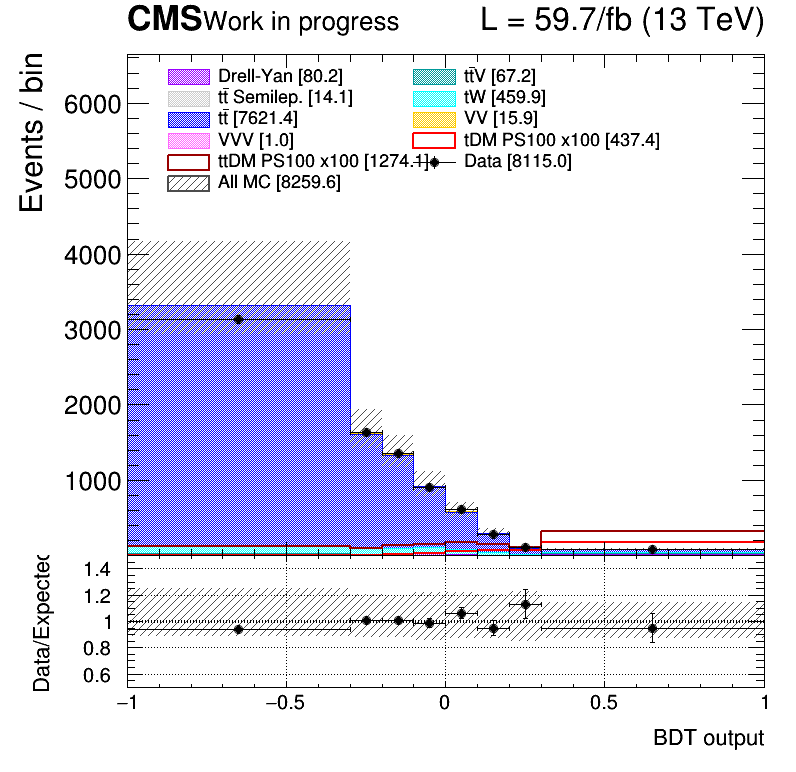 CMS Work in progress L = 59.7/fb (13 TeV)
Events / bin
Drell-Yan [80.2] tt̄V [67.2]
tt̄ Semilep. [14.1] tW [459.9]
tt̄ [7621.4] VV [15.9]
VVV [1.0] tDM PS100 x100 [437.4]
ttDM PS100 x100 [1274.1] Data [8115.0]
All MC [8259.6]
6000
5000
4000
3000
2000
1000
Data/Expected
1.4
1.2
1
0.8
0.6
−1 −0.5 0 0.5 1
BDT output